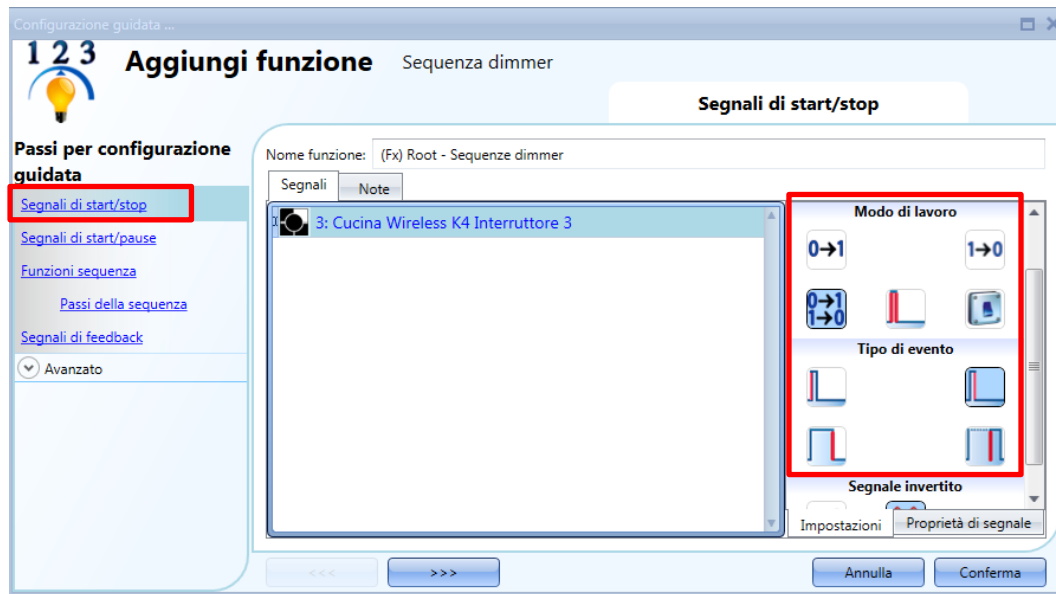 Configurazione guidata ...
1 2 3
Aggiungi funzione Sequenza dimmer
Segnali di start/stop
Passi per configurazione
guidata
Segnali di start/stop
Segnali di start/pause
Funzioni sequenza
Passi della sequenza
Segnali di feedback
Avanzato
Nome funzione: (Fx) Root - Sequenze dimmer
Segnali Note
3: Cucina Wireless K4 Interruttore 3
Modo di lavoro
0→1 1→0
0→1
1→0
Tipo di evento
Segnale invertito
Impostazioni Proprietà di segnale
<<< >>> Annulla Conferma